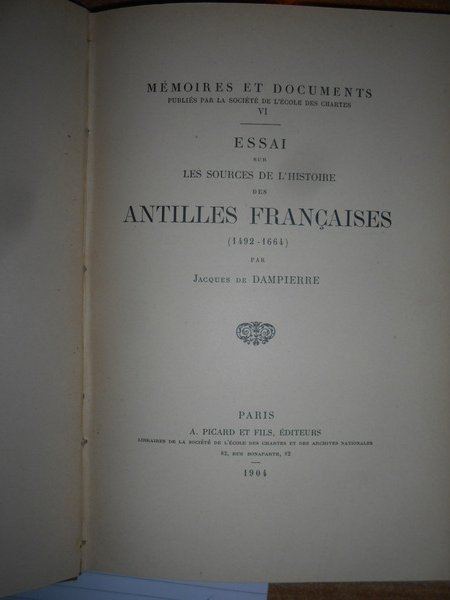 MÉMOIRES ET DOCUMENTS
PUBLIÉS PAR LA SOCIÉTÉ DE L'ÉCOLE DES CHARTES
VI
ESSAI
SUR
LES SOURCES DE L'HISTOIRE
DES
ANTILLES FRANÇAISES
(1492-1664)
PAR
JACQUES DE DAMPIERRE
PARIS
A. PICARD ET FILS, ÉDITEURS
LIBRAIRES DE LA SOCIÉTÉ DE L'ÉCOLE DES CHARTES ET DES ARCHIVES NATIONALES
82, RUE BONAPARTE, 82
1904